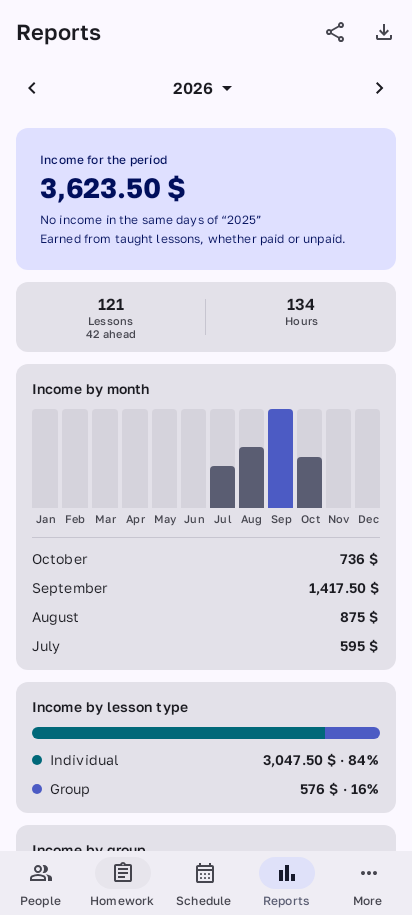 Reports
2026
Income for the period
3,623.50 $
No income in the same days of “2025”
Earned from taught lessons, whether paid or unpaid.
121
Lessons
42 ahead
134
Hours
Income by month
Jan Feb Mar Apr May Jun Jul Aug Sep Oct Nov Dec
October 736 $
September 1,417.50 $
August 875 $
July 595 $
Income by lesson type
Individual 3,047.50 $ · 84%
Group 576 $ · 16%
Income by group
People Homework Schedule Reports More